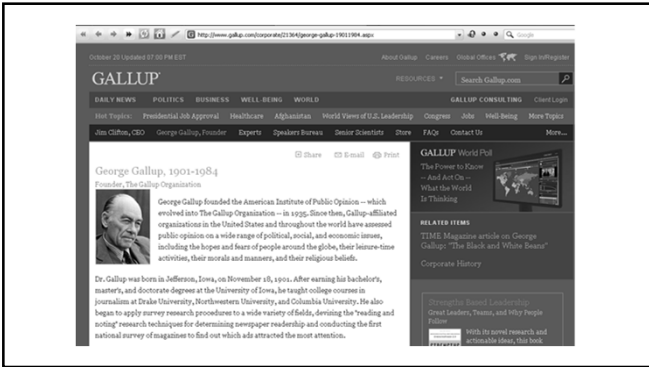 http://www.gallup.com/corporate/21364/george-gallup-19011984.aspx
October 20 Updated 07:00 PM EST
About Gallup Careers Global Offices Sign in/Register
GALLUP
RESOURCES
Search Gallup.com
DAILY NEWS POLITICS BUSINESS WELL-BEING WORLD
GALLUP CONSULTING Client Login
Hot Topics: Presidential Job Approval Healthcare Afghanistan World Views of U.S. Leadership Congress Jobs Well-Being More Topics
Jim Clifton, CEO George Gallup, Founder Experts Speakers Bureau Senior Scientists Store FAQs Contact Us More...
Share E-mail Print
George Gallup, 1901-1984
Founder, The Gallup Organization
George Gallup founded the American Institute of Public Opinion -- which
evolved into The Gallup Organization -- in 1935. Since then, Gallup-affiliated
organizations in the United States and throughout the world have assessed
public opinion on a wide range of political, social, and economic issues,
including the hopes and fears of people around the globe, their leisure-time
activities, their morals and manners, and their religious beliefs.
Dr. Gallup was born in Jefferson, Iowa, on November 18, 1901. After earning his bachelor's,
master's, and doctorate degrees at the University of Iowa, he taught college courses in
journalism at Drake University, Northwestern University, and Columbia University. He also
began to apply survey research procedures to a wide variety of fields, devising the "reading and
noting" research techniques for determining newspaper readership and conducting the first
national survey of magazines to find out which ads attracted the most attention.
GALLUP World Poll
The Power to Know
-- And Act On --
What the World
Is Thinking
RELATED ITEMS
TIME Magazine article on George
Gallup: "The Black and White
Beans"
Corporate History
Strengths Based Leadership
Great Leaders, Teams, and Why People
Follow
With its novel research and
actionable ideas, this book